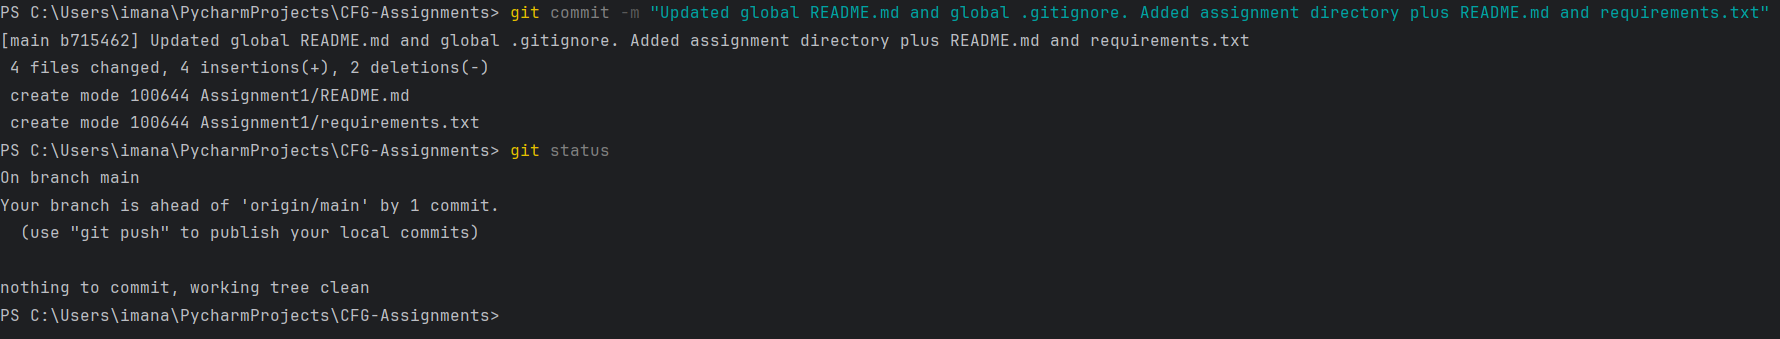 PS C:\Users\imana\PycharmProjects\CFG-Assignments> git commit -m "Updated global README.md and global .gitignore. Added assignment directory plus README.md and requirements.txt"
[main b715462] Updated global README.md and global .gitignore. Added assignment directory plus README.md and requirements.txt
 4 files changed, 4 insertions(+), 2 deletions(-)
 create mode 100644 Assignment1/README.md
 create mode 100644 Assignment1/requirements.txt
PS C:\Users\imana\PycharmProjects\CFG-Assignments> git status
On branch main
Your branch is ahead of 'origin/main' by 1 commit.
  (use "git push" to publish your local commits)

nothing to commit, working tree clean
PS C:\Users\imana\PycharmProjects\CFG-Assignments>